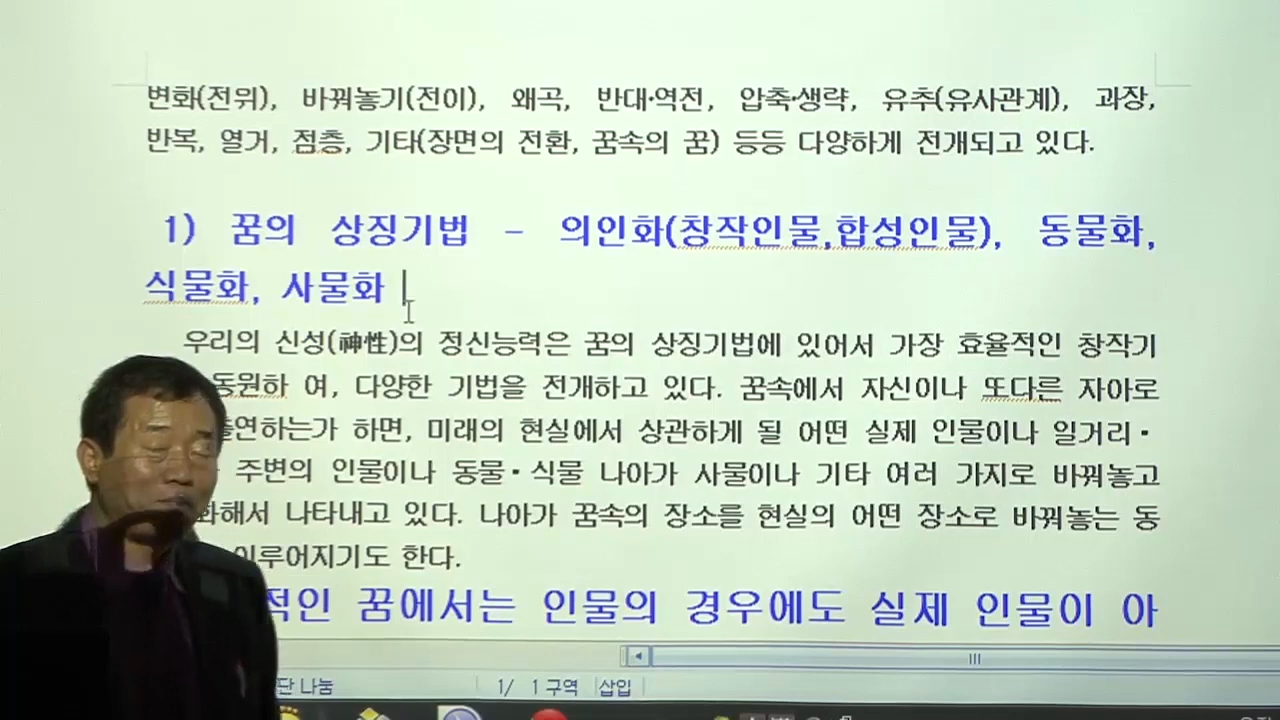 변화(전위), 바꿔놓기(전이), 왜곡, 반대·역전, 압축·생략, 유추(유사관계), 과장,
반복, 열거, 점층, 기타(장면의 전환, 꿈속의 꿈) 등등 다양하게 전개되고 있다.
1) 꿈의 상징기법 - 의인화(창작인물,합성인물), 동물화,
식물화, 사물화
우리의 신성(神性)의 정신능력은 꿈의 상징기법에 있어서 가장 효율적인 창작기
동원하 여, 다양한 기법을 전개하고 있다. 꿈속에서 자신이나 또다른 자아로
출연하는가 하면, 미래의 현실에서 상관하게 될 어떤 실제 인물이나 일거리·
주변의 인물이나 동물·식물 나아가 사물이나 기타 여러 가지로 바꿔놓고
화해서 나타내고 있다. 나아가 꿈속의 장소를 현실의 어떤 장소로 바꿔놓는 동
이루어지기도 한다.
적인 꿈에서는 인물의 경우에도 실제 인물이 아
단 나눔 1/ 1 구역 삽입